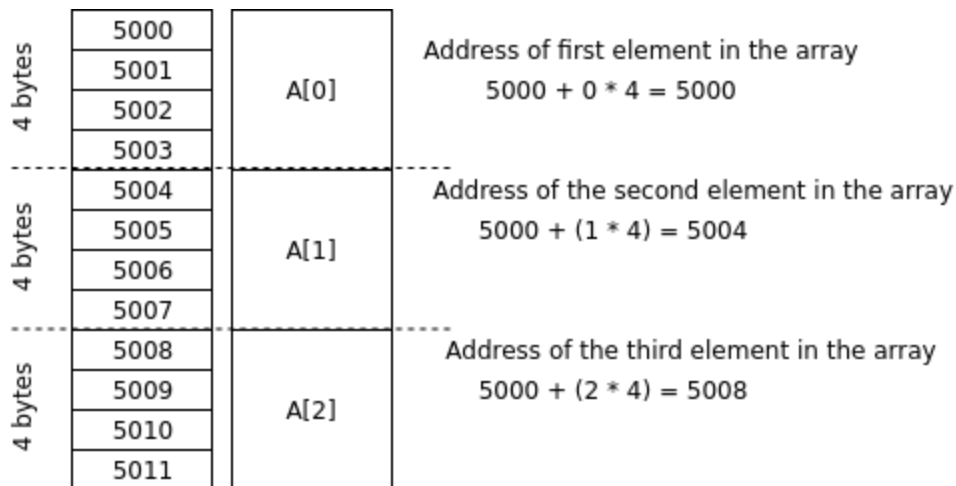 4 bytes
5000
5001
5002
5003
A[0]
Address of first element in the array
5000 + 0 * 4 = 5000
4 bytes
5004
5005
5006
5007
A[1]
Address of the second element in the array
5000 + (1 * 4) = 5004
4 bytes
5008
5009
5010
5011
A[2]
Address of the third element in the array
5000 + (2 * 4) = 5008